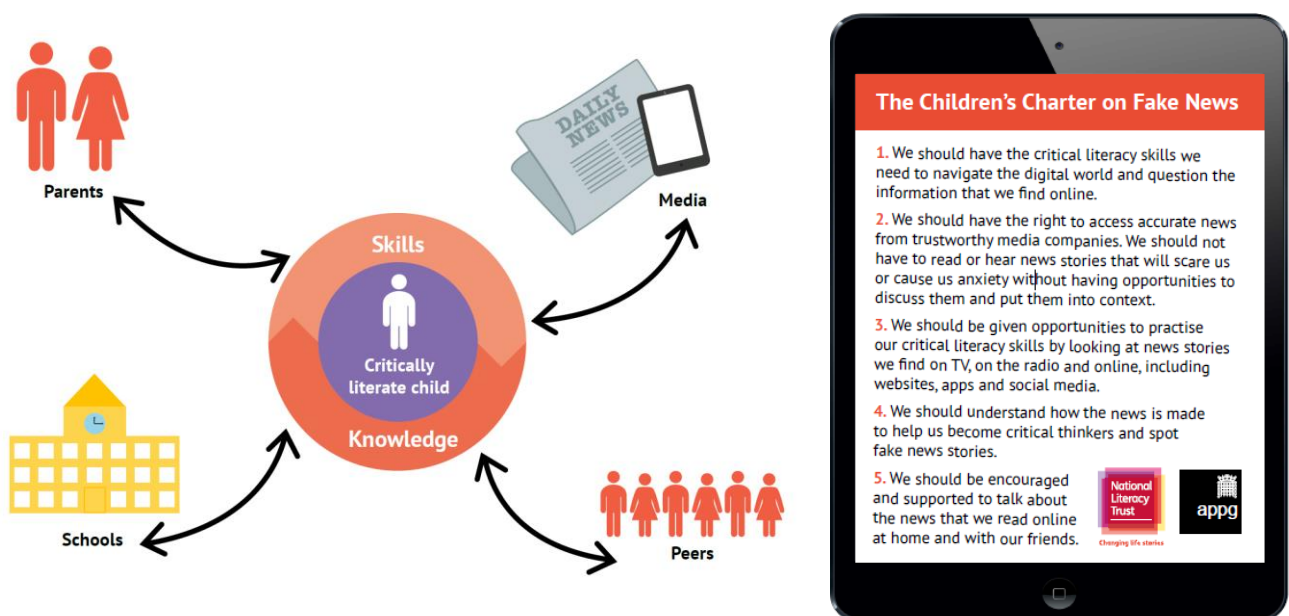 Parents
DAILY
NEWS
Media
Skills
Critically
literate child
Knowledge
Schools
Peers
The Children's Charter on Fake News
1. We should have the critical literacy skills we
need to navigate the digital world and question the
information that we find online.
2. We should have the right to access accurate news
from trustworthy media companies. We should not
have to read or hear news stories that will scare us
or cause us anxiety without having opportunities to
discuss them and put them into context.
3. We should be given opportunities to practise
our critical literacy skills by looking at news stories
we find on TV, on the radio and online, including
websites, apps and social media.
4. We should understand how the news is made
to help us become critical thinkers and spot
fake news stories.
5. We should be encouraged
and supported to talk about
the news that we read online
at home and with our friends.
National
Literacy
Trust
Changing life stories
appg